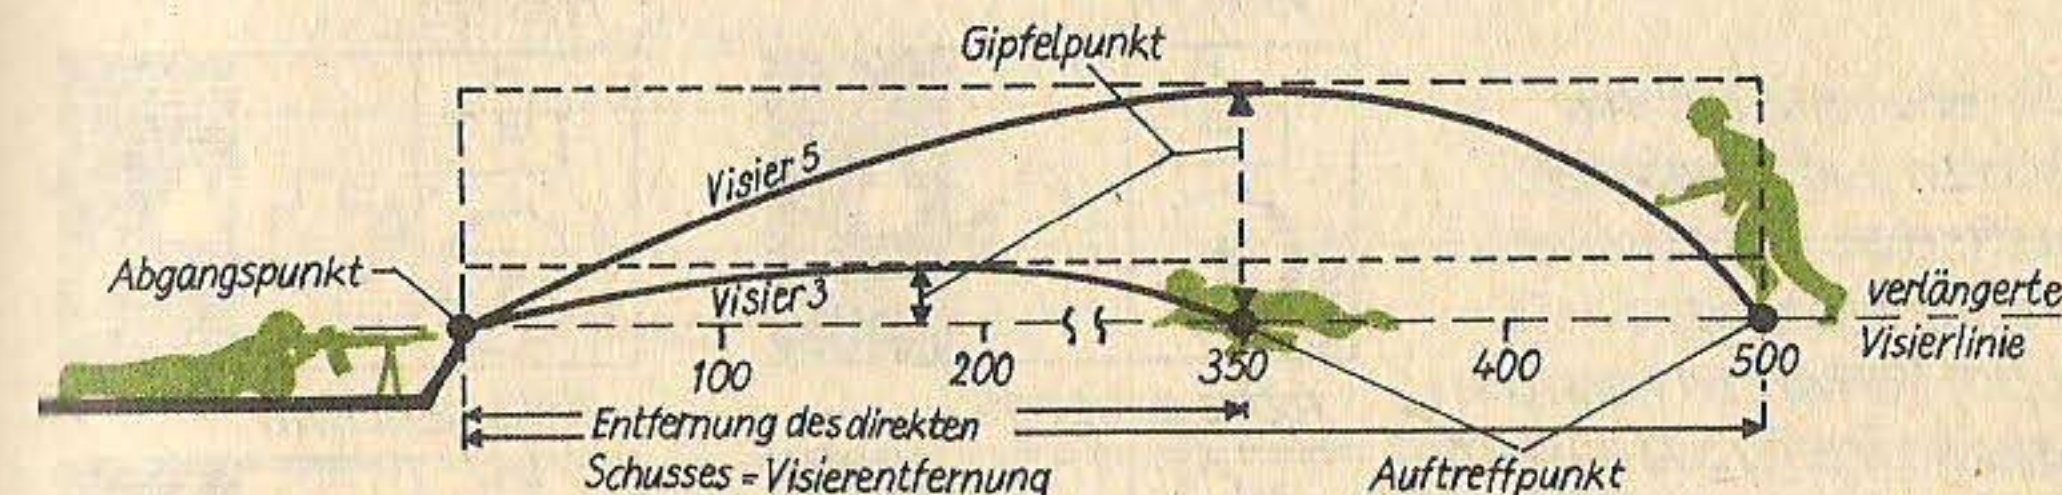 Gipfelpunkt
Visier 5
Abgangspunkt
Visier 3
verlängerte
Visierlinie
100
200
350
400
500
Entfernung des direkten
Schusses = Visierentfernung
Auftreffpunkt